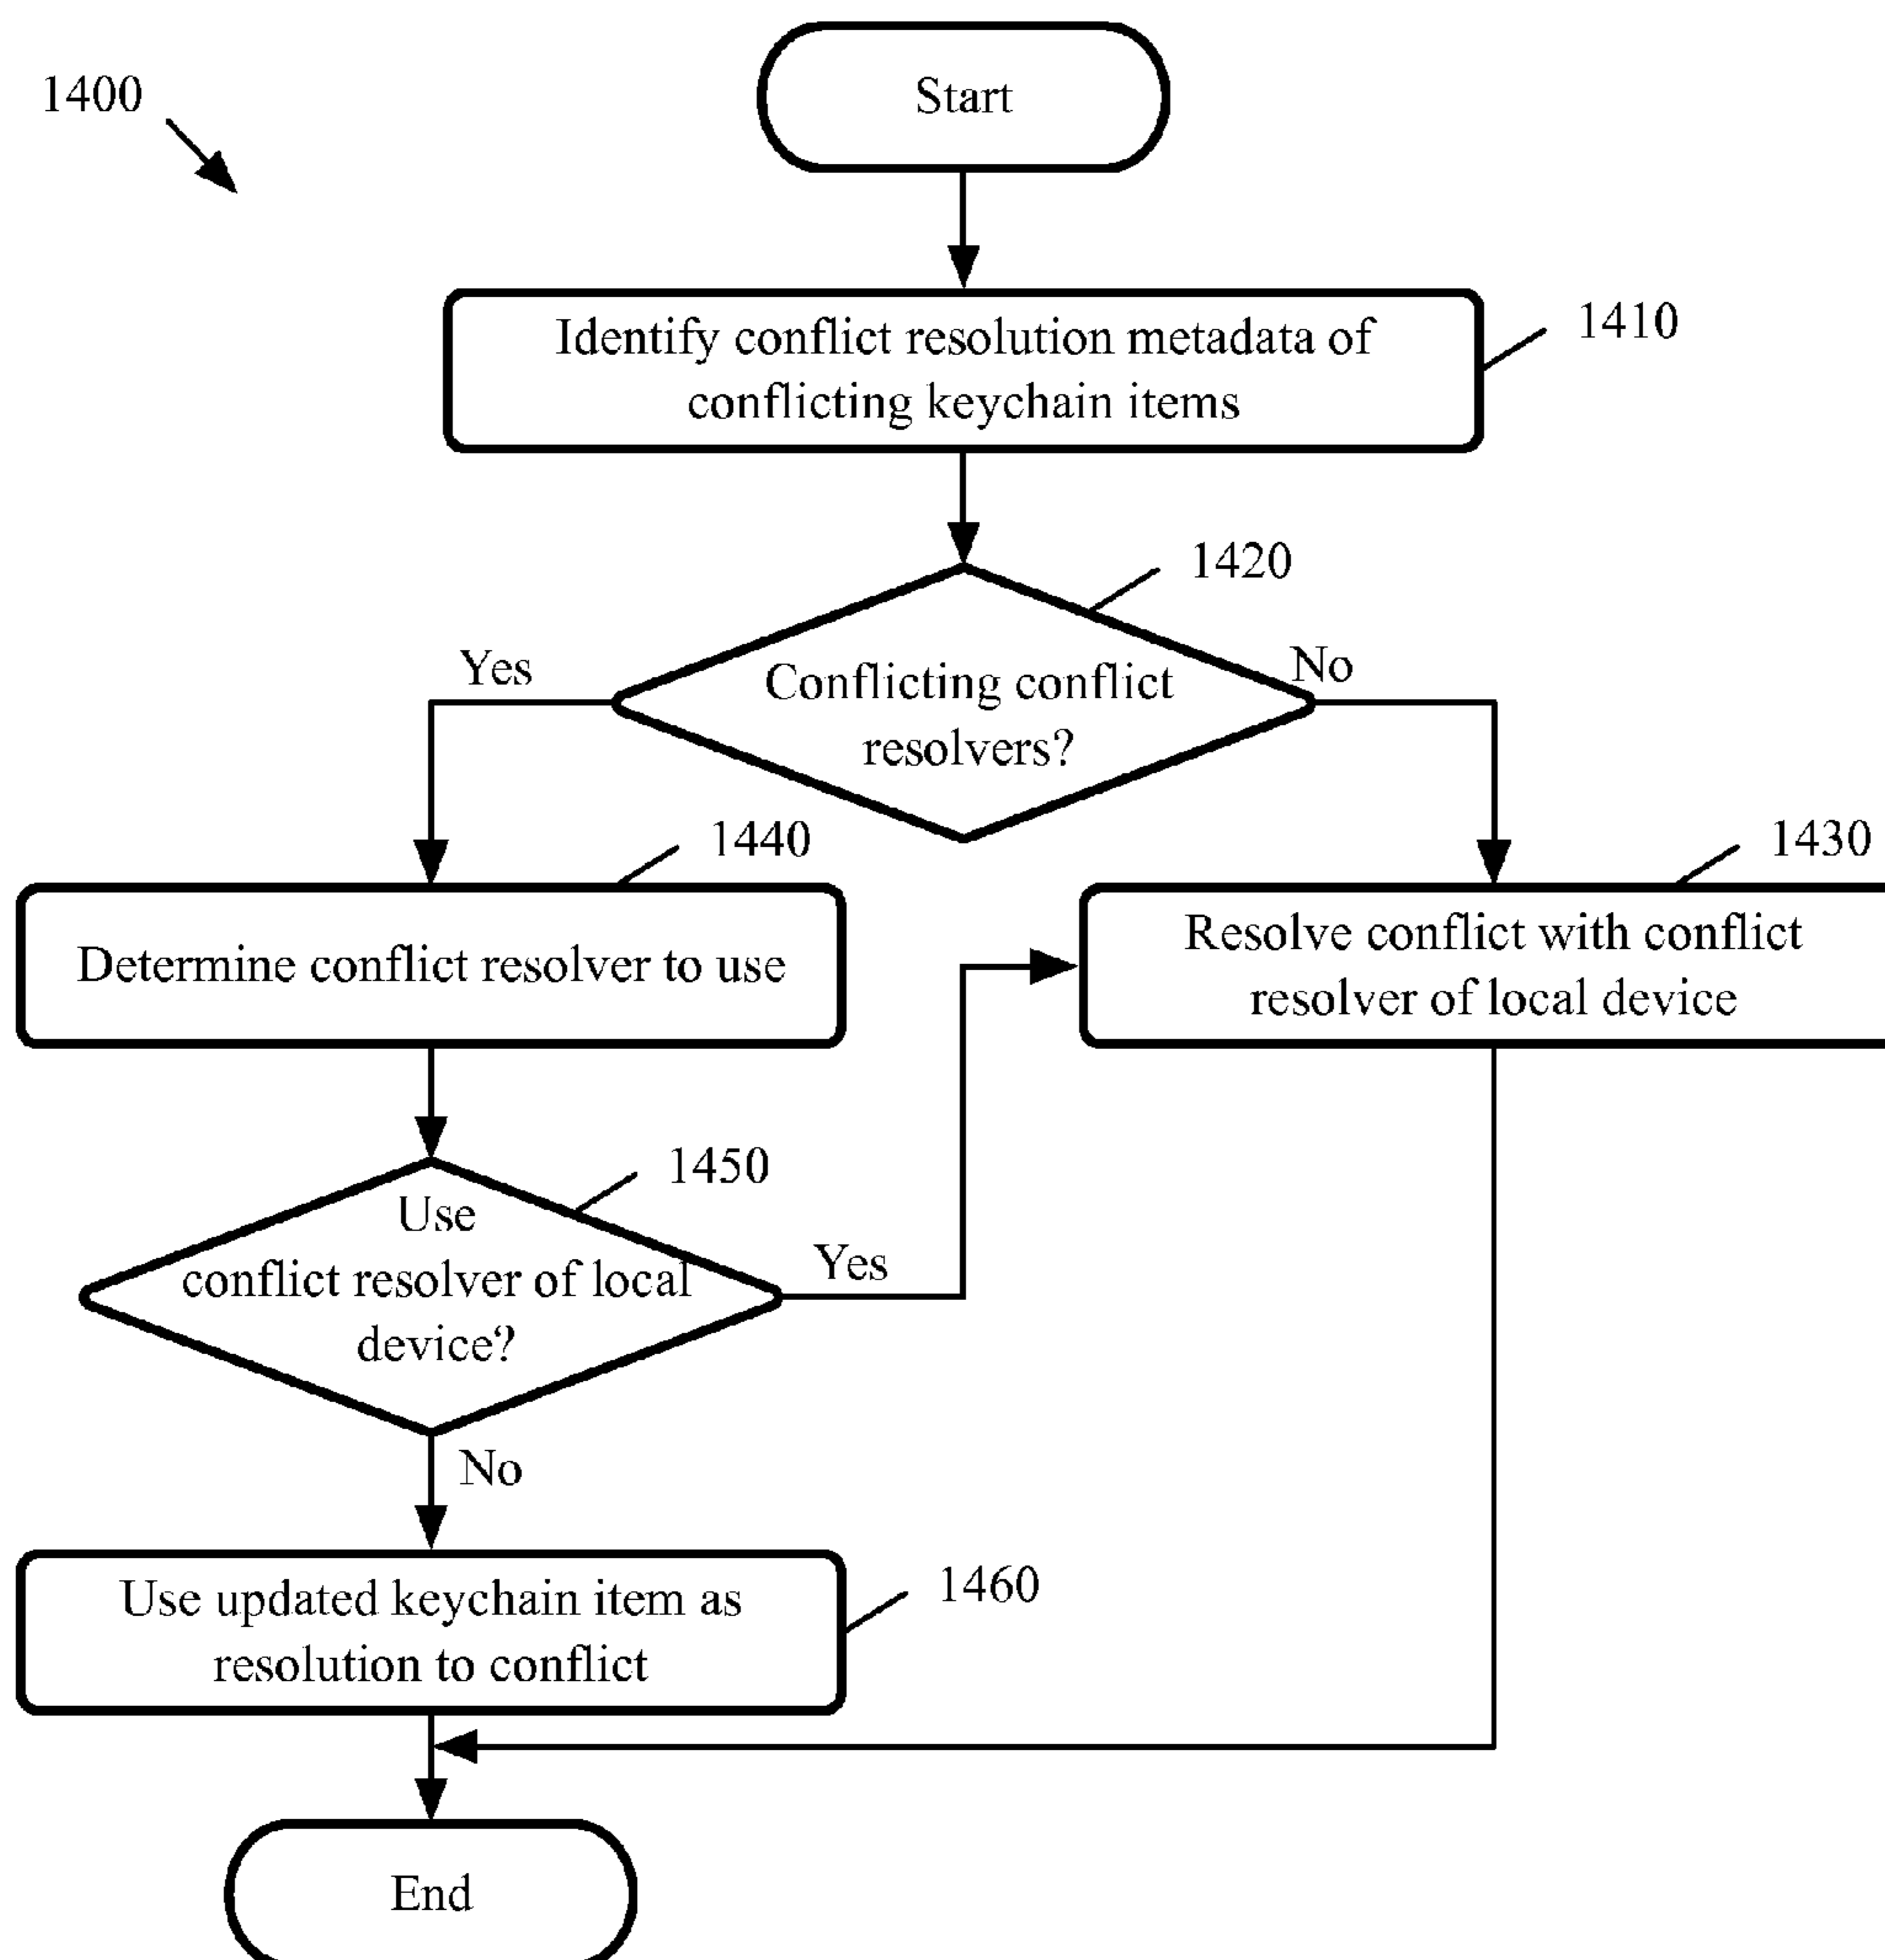 1400
Start
Identify conflict resolution metadata of
conflicting keychain items
1410
1420
Yes
Conflicting conflict
resolvers?
No
1440
Determine conflict resolver to use
1430
Resolve conflict with conflict
resolver of local device
1450
Use
conflict resolver of local
device?
Yes
No
Use updated keychain item as
resolution to conflict
1460
End